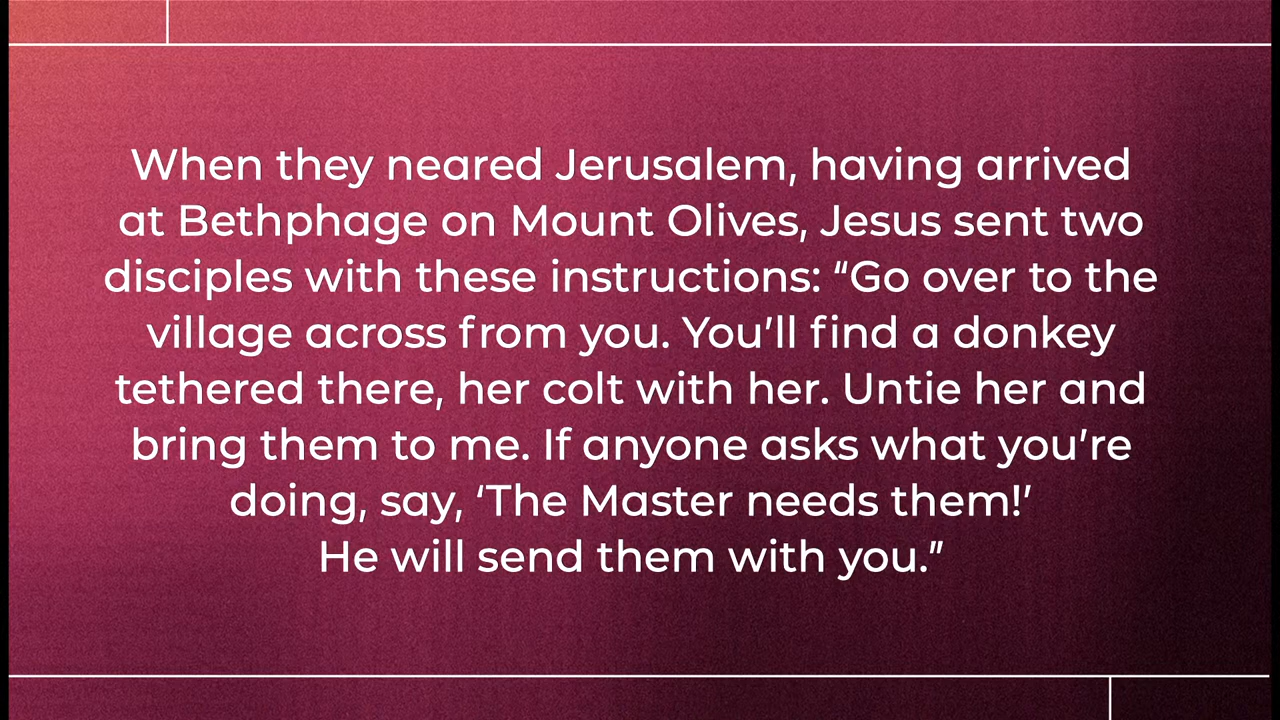 When they neared Jerusalem, having arrived
at Bethphage on Mount Olives, Jesus sent two
disciples with these instructions: “Go over to the
village across from you. You’ll find a donkey
tethered there, her colt with her. Untie her and
bring them to me. If anyone asks what you’re
doing, say, ‘The Master needs them!’
He will send them with you.”